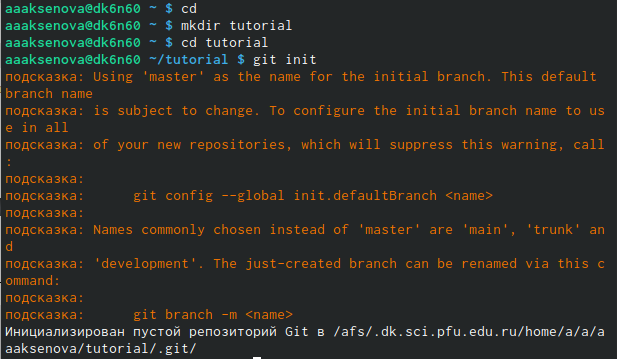 aaaksenova@dk6n60 ~ $ cd
aaaksenova@dk6n60 ~ $ mkdir tutorial
aaaksenova@dk6n60 ~ $ cd tutorial
aaaksenova@dk6n60 ~/tutorial $ git init
подсказка: Using 'master' as the name for the initial branch. This default
branch name
подсказка: is subject to change. To configure the initial branch name to us
e in all
подсказка: of your new repositories, which will suppress this warning, call
:
подсказка:
подсказка:      git config --global init.defaultBranch <name>
подсказка:
подсказка: Names commonly chosen instead of 'master' are 'main', 'trunk' an
d
подсказка: 'development'. The just-created branch can be renamed via this c
ommand:
подсказка:
подсказка:      git branch -m <name>
Инициализирован пустой репозиторий Git в /afs/.dk.sci.pfu.edu.ru/home/a/a/a
aaksenova/tutorial/.git/